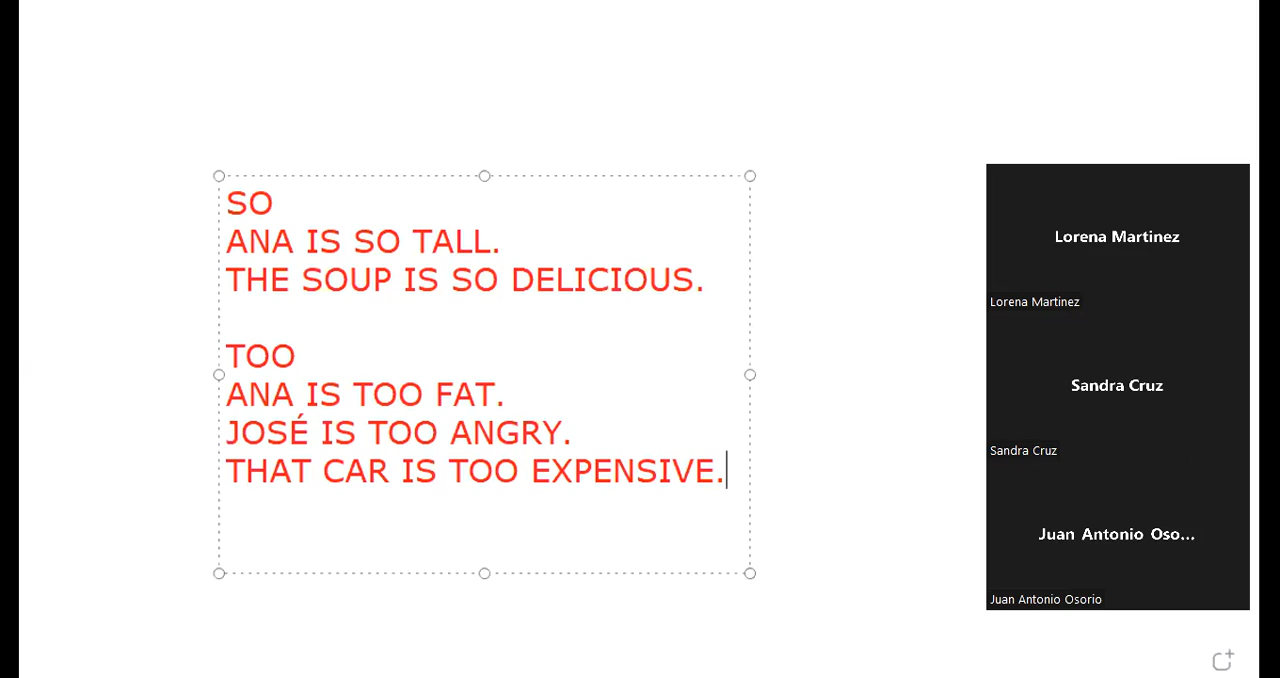 SO
ANA IS SO TALL.
THE SOUP IS SO DELICIOUS.
TOO
ANA IS TOO FAT.
JOSÉ IS TOO ANGRY.
THAT CAR IS TOO EXPENSIVE.
Lorena Martinez
Lorena Martinez
Sandra Cruz
Sandra Cruz
Juan Antonio Oso...
Juan Antonio Osorio